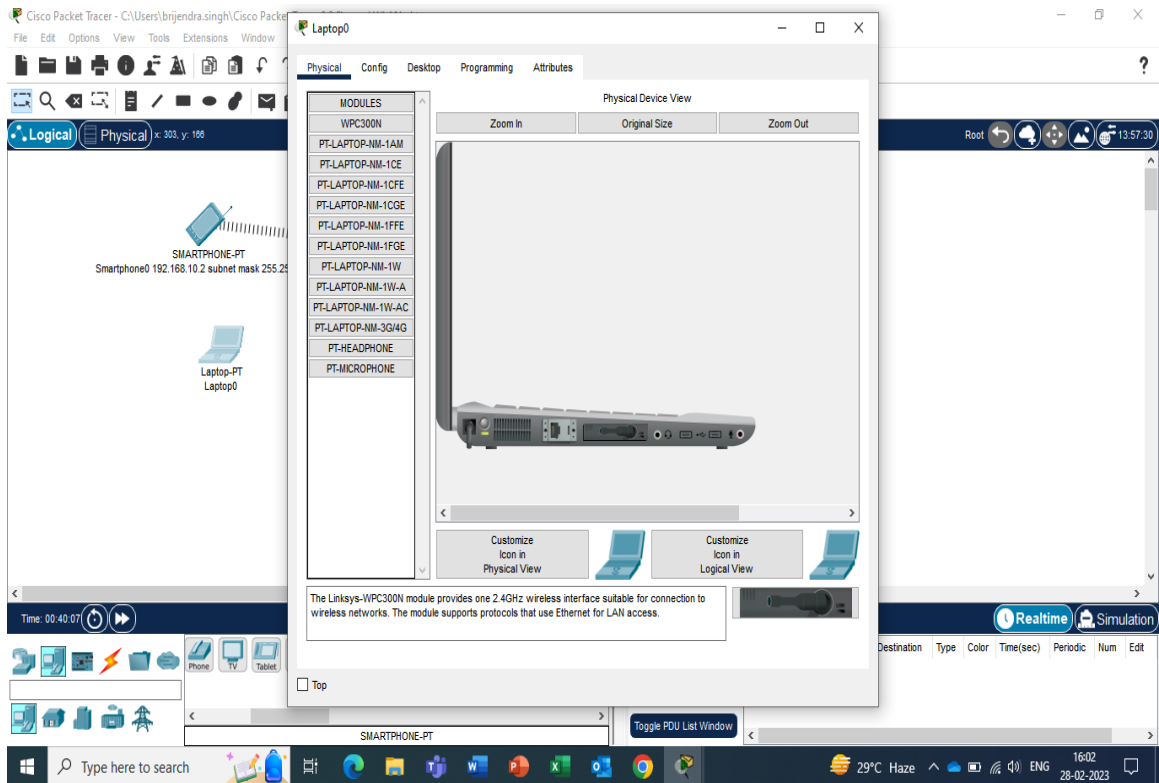 Cisco Packet Tracer - C:\Users\brijendra.singh\Cisco Packet
File Edit Options View Tools Extensions Window
Logical
Physical
x: 303, y: 166
Root
13:57:30
SMARTPHONE-PT
Smartphone0 192.168.10.2 subnet mask 255.25
Laptop-PT
Laptop0
Laptop0
Physical Config Desktop Programming Attributes
MODULES
WPC300N
PT-LAPTOP-NM-1AM
PT-LAPTOP-NM-1CE
PT-LAPTOP-NM-1CFE
PT-LAPTOP-NM-1CGE
PT-LAPTOP-NM-1FFE
PT-LAPTOP-NM-1FGE
PT-LAPTOP-NM-1W
PT-LAPTOP-NM-1W-A
PT-LAPTOP-NM-1W-AC
PT-LAPTOP-NM-3G/4G
PT-HEADPHONE
PT-MICROPHONE
Physical Device View
Zoom In Original Size Zoom Out
Customize
Icon in
Physical View
Customize
Icon in
Logical View
The Linksys-WPC300N module provides one 2.4GHz wireless interface suitable for connection to
wireless networks. The module supports protocols that use Ethernet for LAN access.
Top
Time: 00:40:07
Realtime
Simulation
Phone TV Tablet
Destination Type Color Time(sec) Periodic Num Edit
Toggle PDU List Window
SMARTPHONE-PT
Type here to search
29°C Haze
ENG
16:02
28-02-2023